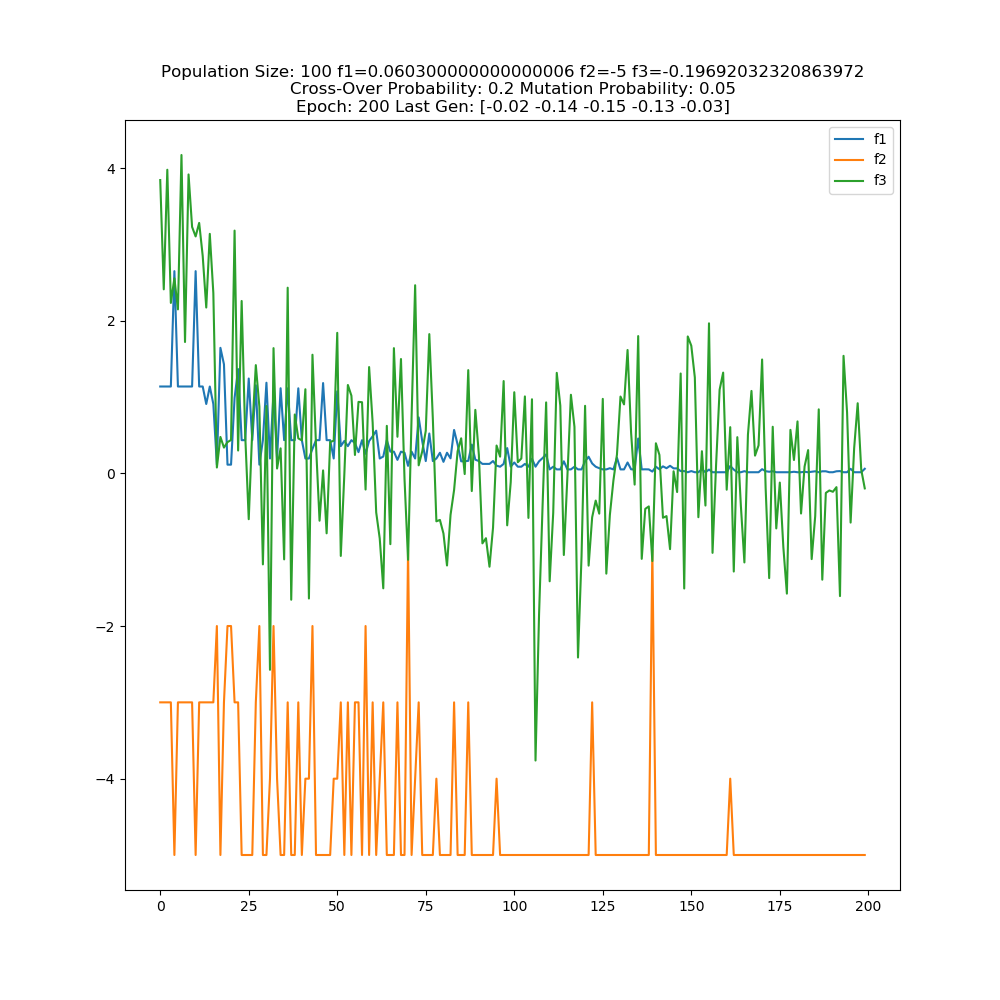 Population Size: 100 f1=0.060300000000000006 f2=-5 f3=-0.19692032320863972
Cross-Over Probability: 0.2 Mutation Probability: 0.05
Epoch: 200 Last Gen: [-0.02 -0.14 -0.15 -0.13 -0.03]
f1
f2
f3
4
2
0
−2
−4
0 25 50 75 100 125 150 175 200